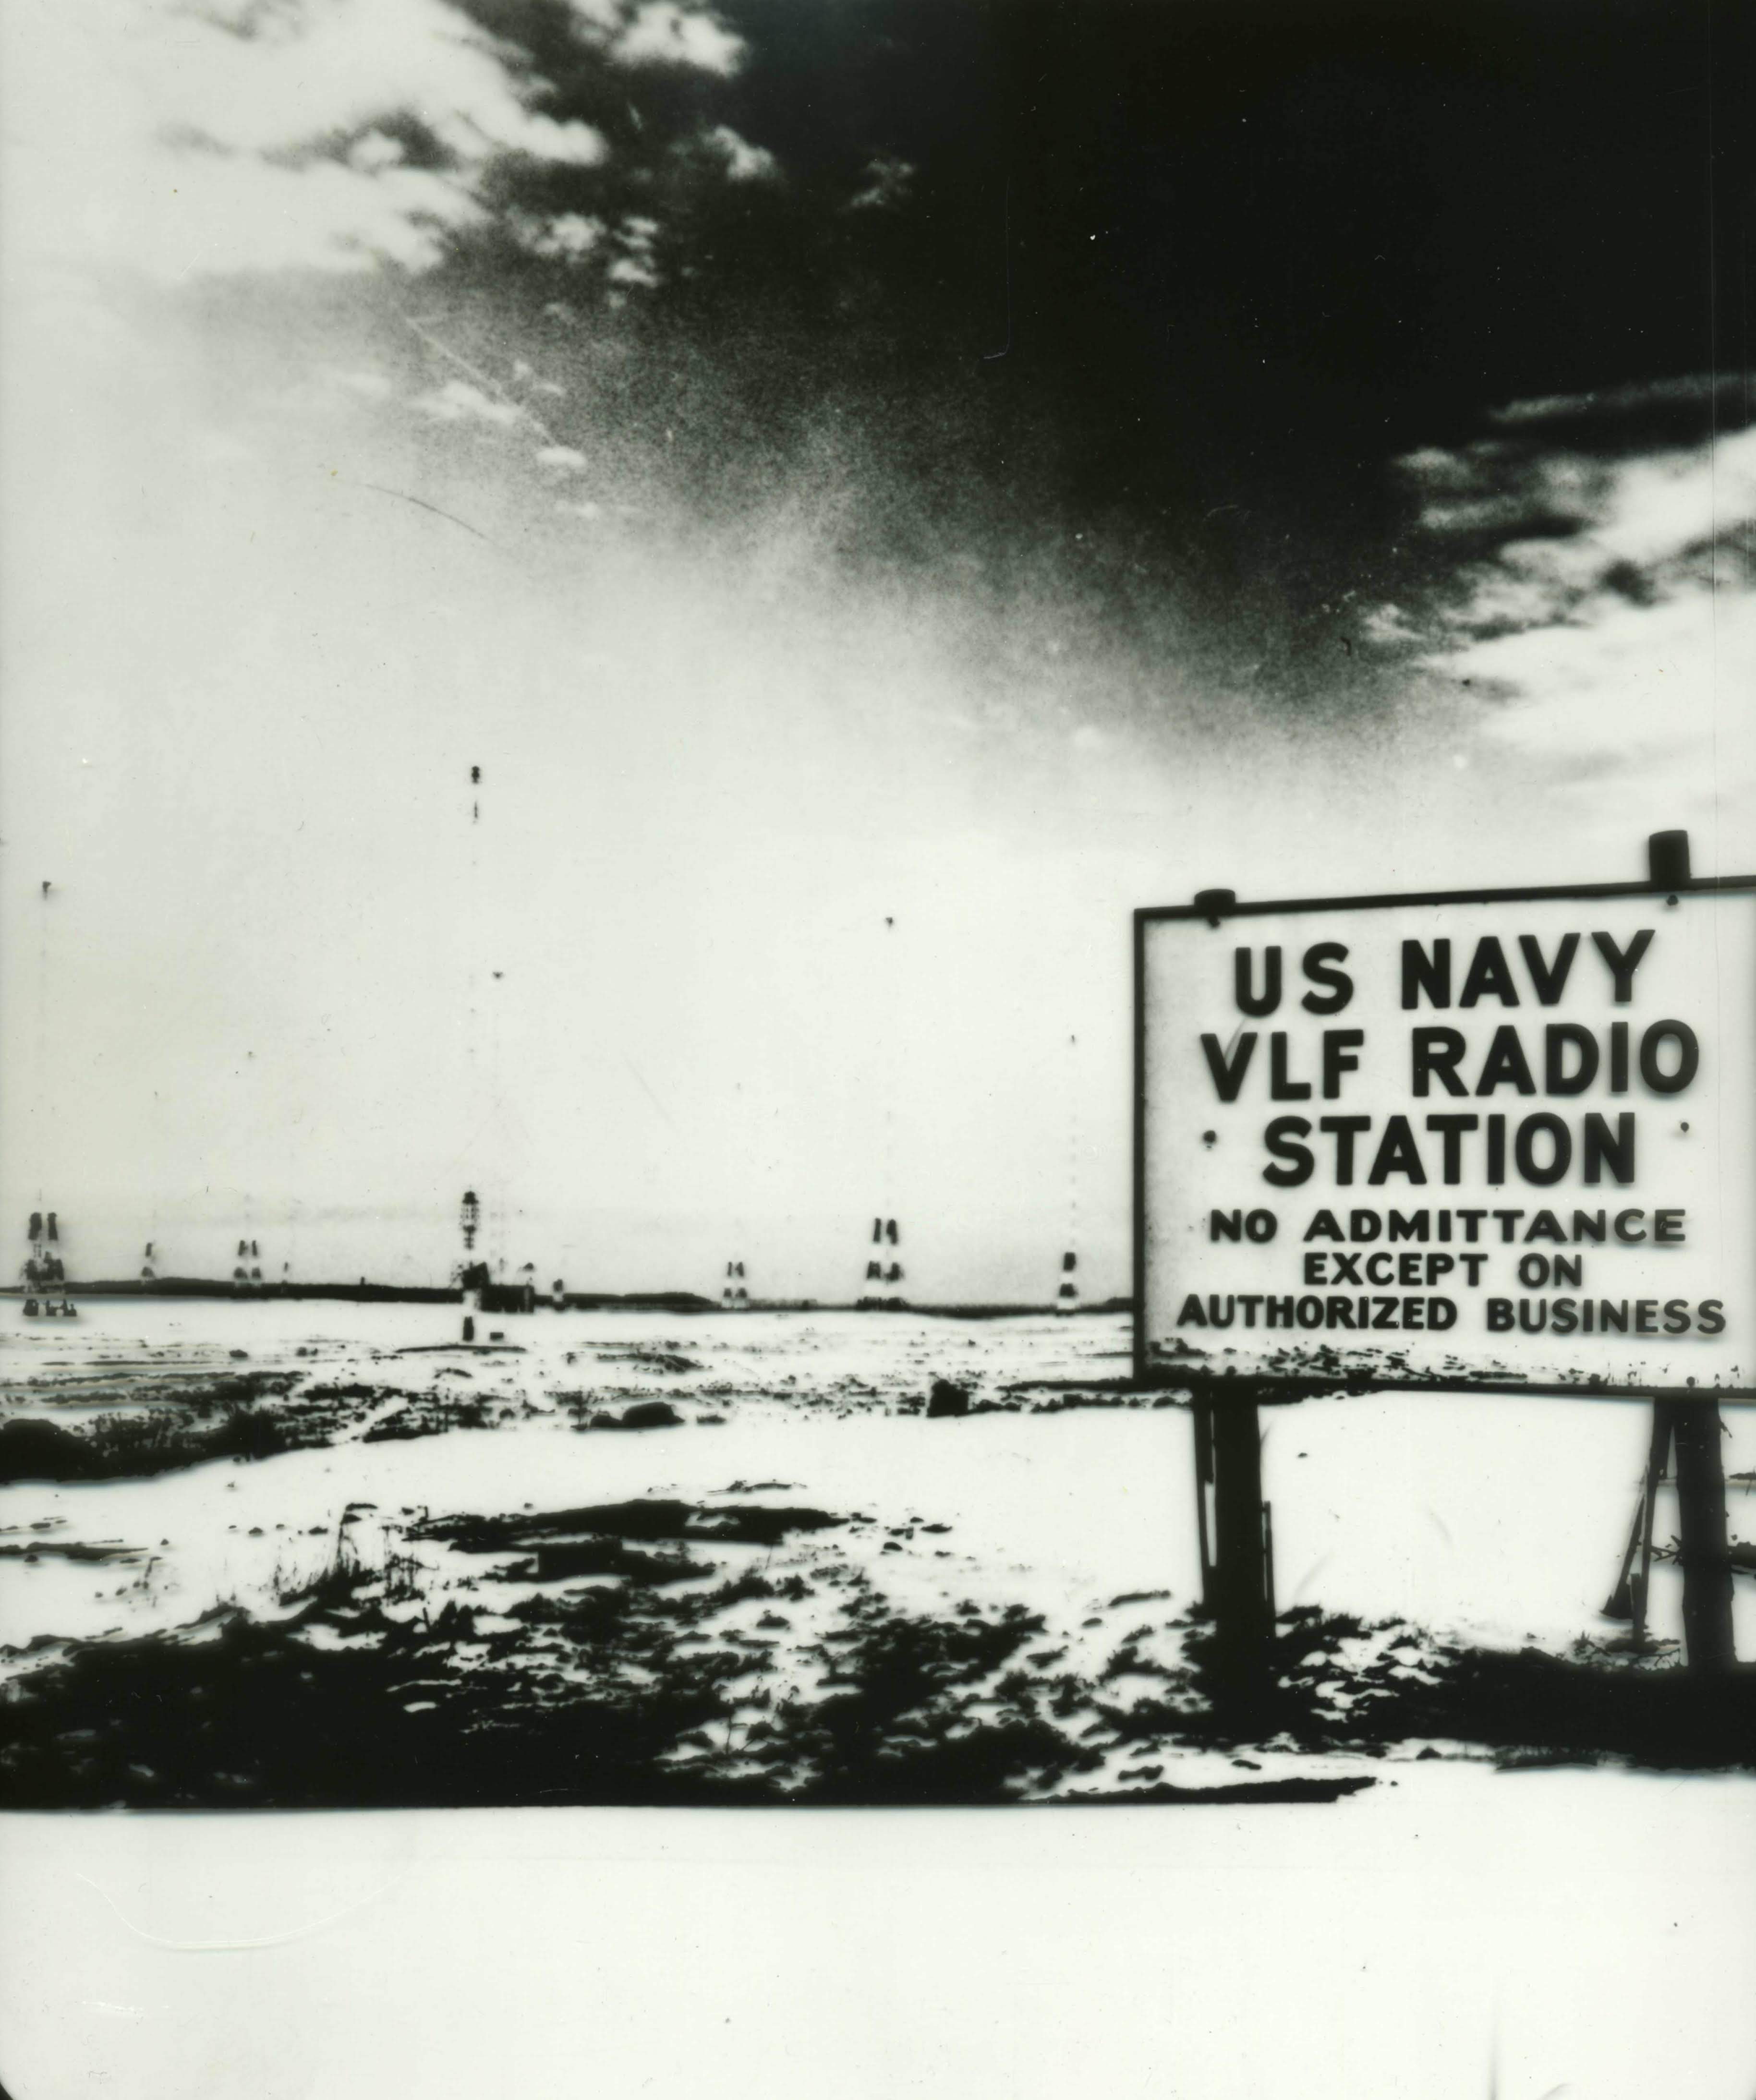 US NAVY
VLF RADIO
STATION
NO ADMITTANCE
EXCEPT ON
AUTHORIZED BUSINESS